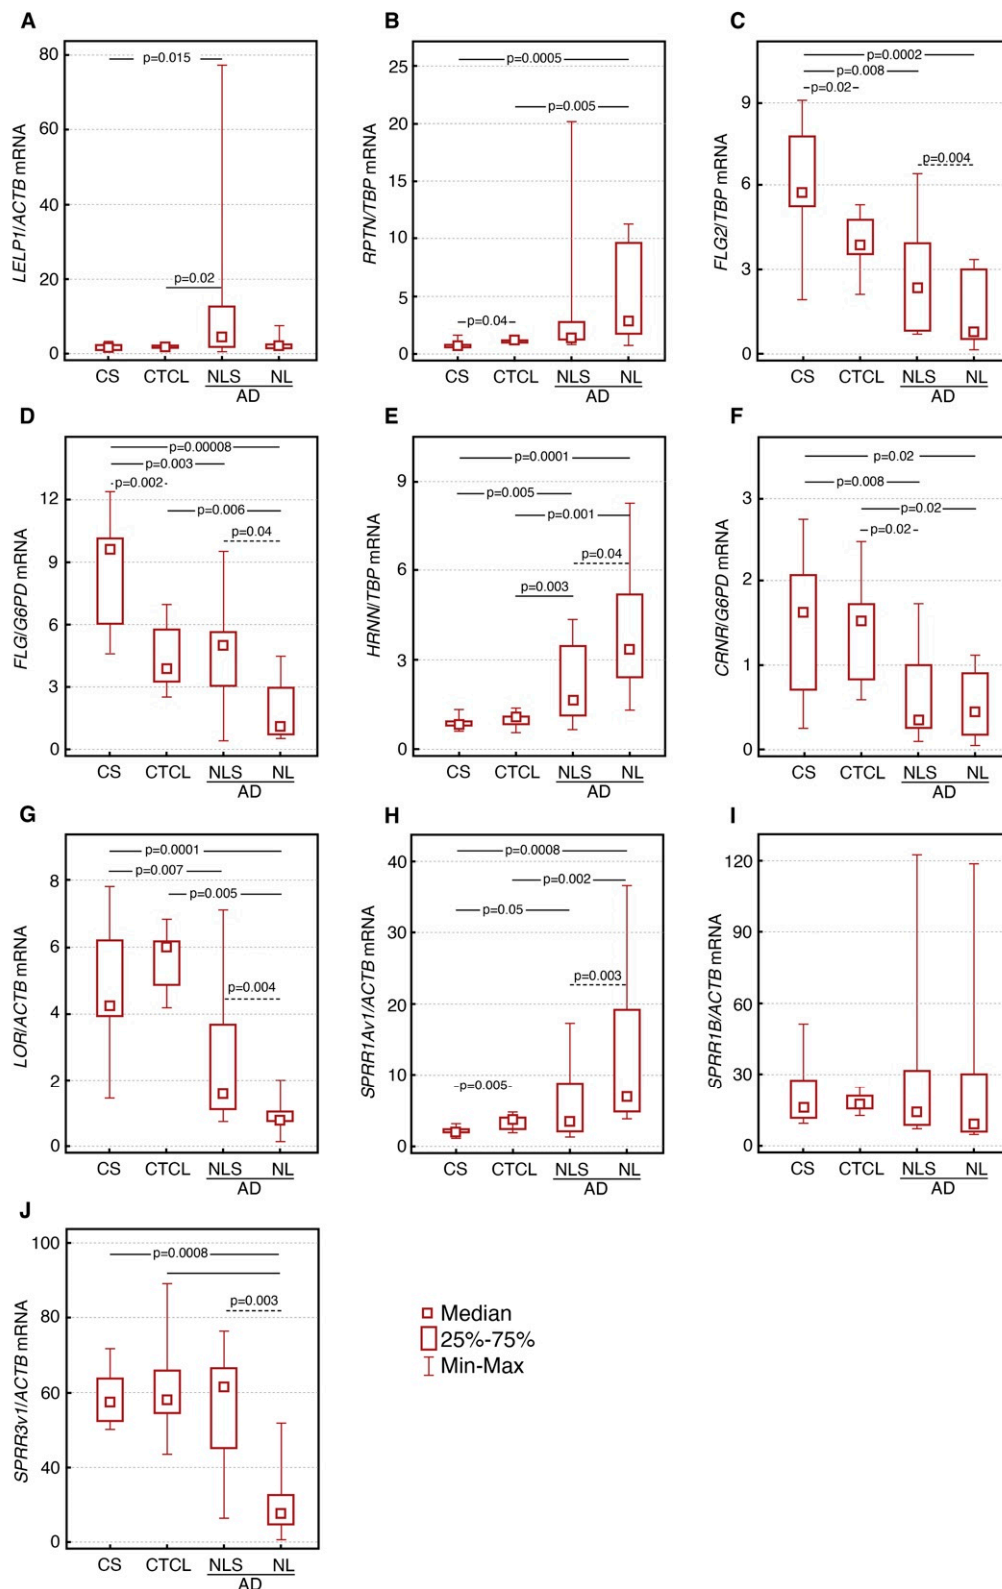 A
LELP1/ACTB mRNA
80
60
40
20
0
p=0.015
p=0.02
CS CTCL NLS NL
AD
B
RPTN/TBP mRNA
25
20
15
10
5
0
p=0.0005
p=0.005
p=0.04
CS CTCL NLS NL
AD
C
FLG2/TBP mRNA
9
6
3
0
p=0.0002
p=0.008
p=0.02
p=0.004
CS CTCL NLS NL
AD
D
FLG/G6PD mRNA
12
9
6
3
0
p=0.00008
p=0.003
p=0.002
p=0.006
p=0.04
CS CTCL NLS NL
AD
E
HRNN/TBP mRNA
9
6
3
0
p=0.0001
p=0.005
p=0.001
p=0.04
p=0.003
CS CTCL NLS NL
AD
F
CRNR/G6PD mRNA
3
2
1
0
p=0.02
p=0.008
p=0.02
p=0.02
CS CTCL NLS NL
AD
G
LOR/ACTB mRNA
8
6
4
2
0
p=0.0001
p=0.007
p=0.005
p=0.004
CS CTCL NLS NL
AD
H
SPRR1Av1/ACTB mRNA
40
30
20
10
0
p=0.0008
p=0.002
p=0.05
p=0.003
p=0.005
CS CTCL NLS NL
AD
I
SPRR1B/ACTB mRNA
120
90
60
30
0
CS CTCL NLS NL
AD
J
SPRR3v1/ACTB mRNA
100
80
60
40
0
p=0.0008
p=0.003
CS CTCL NLS NL
AD
Median
25%-75%
Min-Max